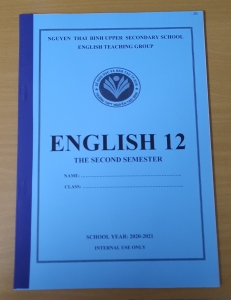 NGUYEN THAI BINH UPPER SECONDARY SCHOOL
ENGLISH TEACHING GROUP
ENGLISH 12
THE SECOND SEMESTER
NAME:
CLASS:
SCHOOL YEAR: 2020-2021
INTERNAL USE ONLY